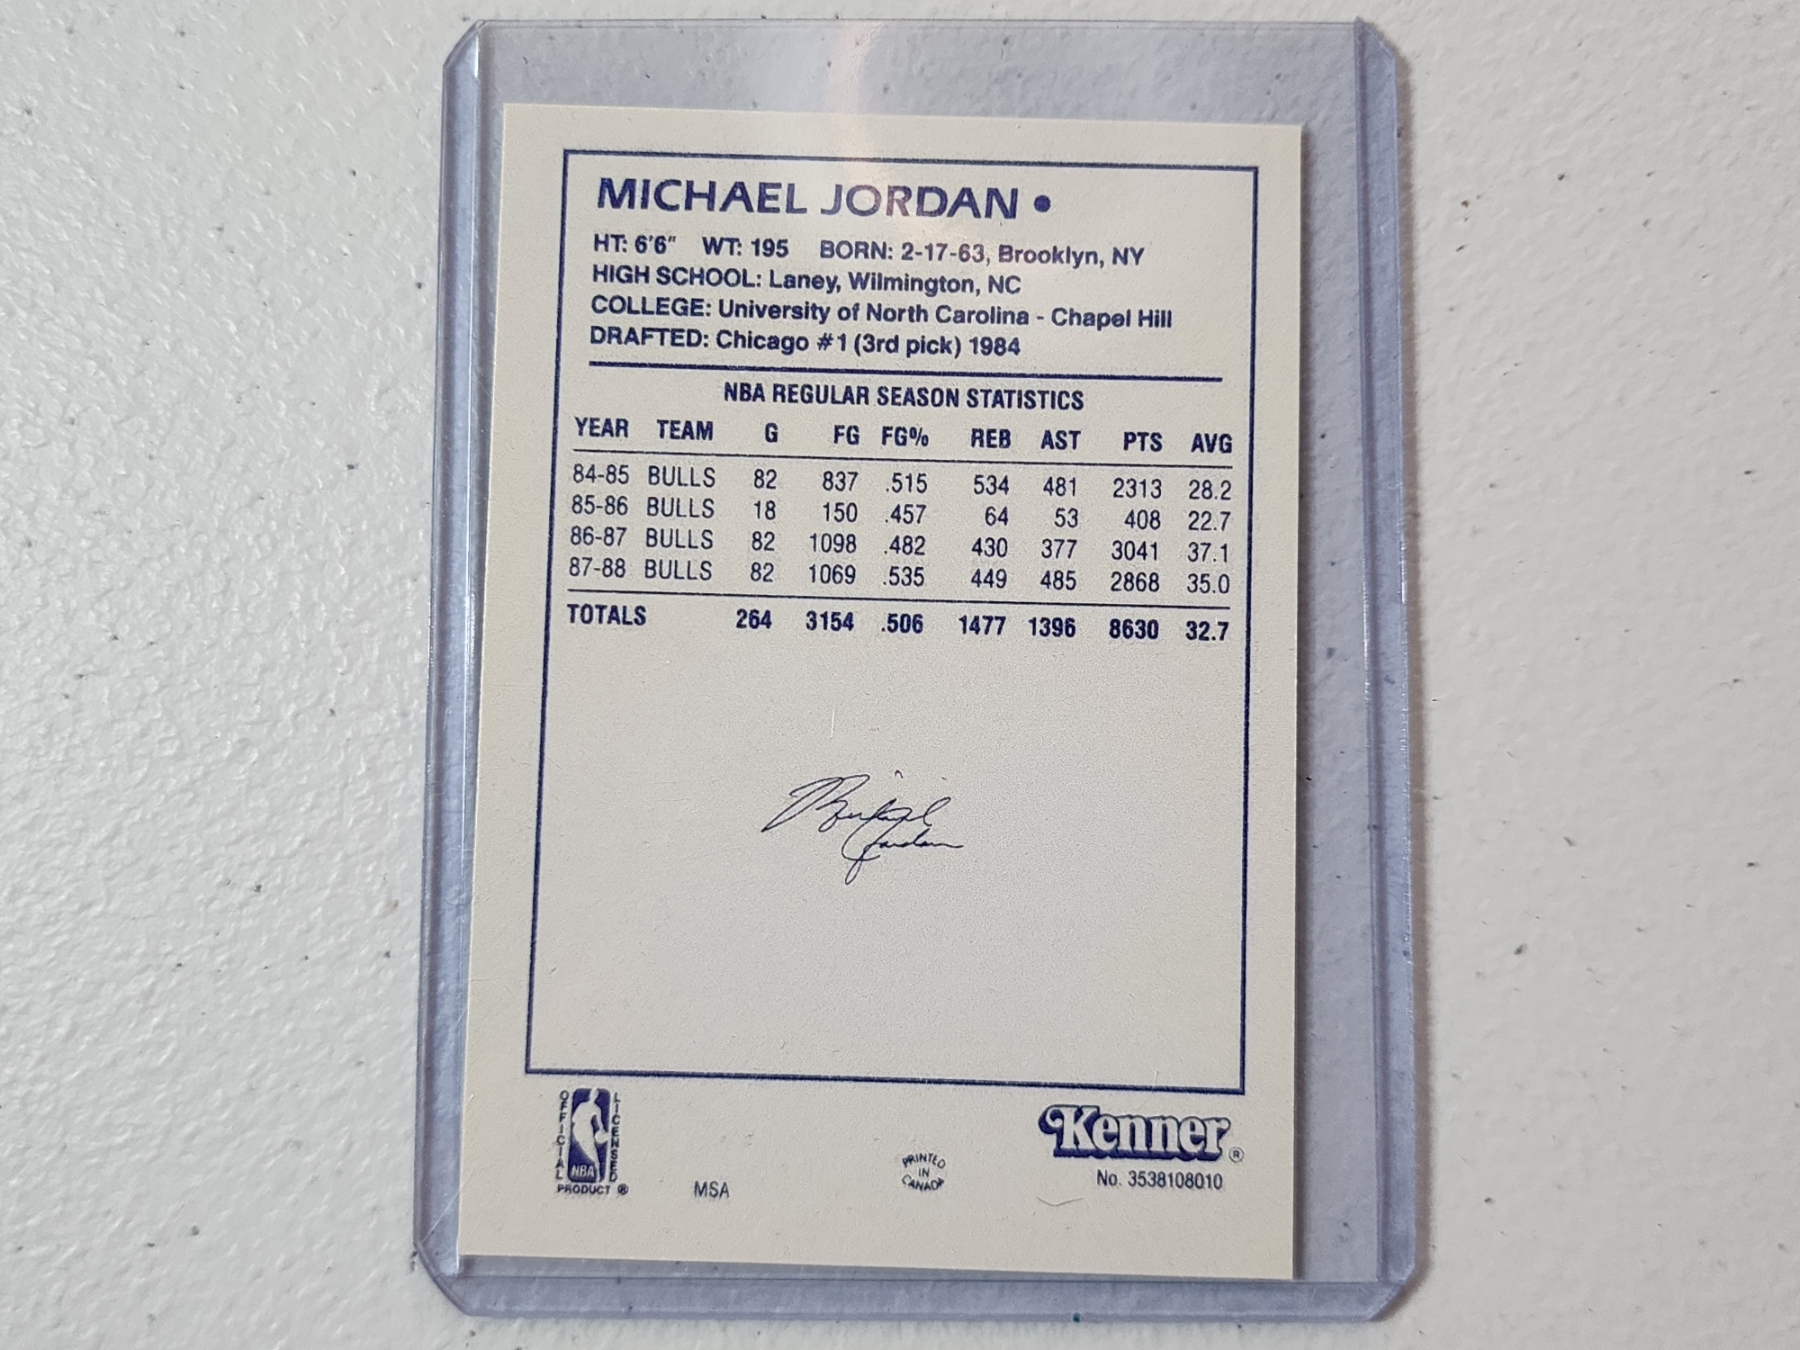 MICHAEL JORDAN •
HT: 6'6" WT: 195 BORN: 2-17-63, Brooklyn, NY
HIGH SCHOOL: Laney, Wilmington, NC
COLLEGE: University of North Carolina - Chapel Hill
DRAFTED: Chicago #1 (3rd pick) 1984
NBA REGULAR SEASON STATISTICS
YEAR TEAM G FG FG% REB AST PTS AVG
84-85 BULLS 82 837 .515 534 481 2313 28.2
85-86 BULLS 18 150 .457 64 53 408 22.7
86-87 BULLS 82 1098 .482 430 377 3041 37.1
87-88 BULLS 82 1069 .535 449 485 2868 35.0
TOTALS 264 3154 .506 1477 1396 8630 32.7
Michael
Jordan
OFFICIAL LICENSED
NBA
PRODUCT ®
MSA
PRINTED
IN
CANADA
Kenner®
No. 3538108010